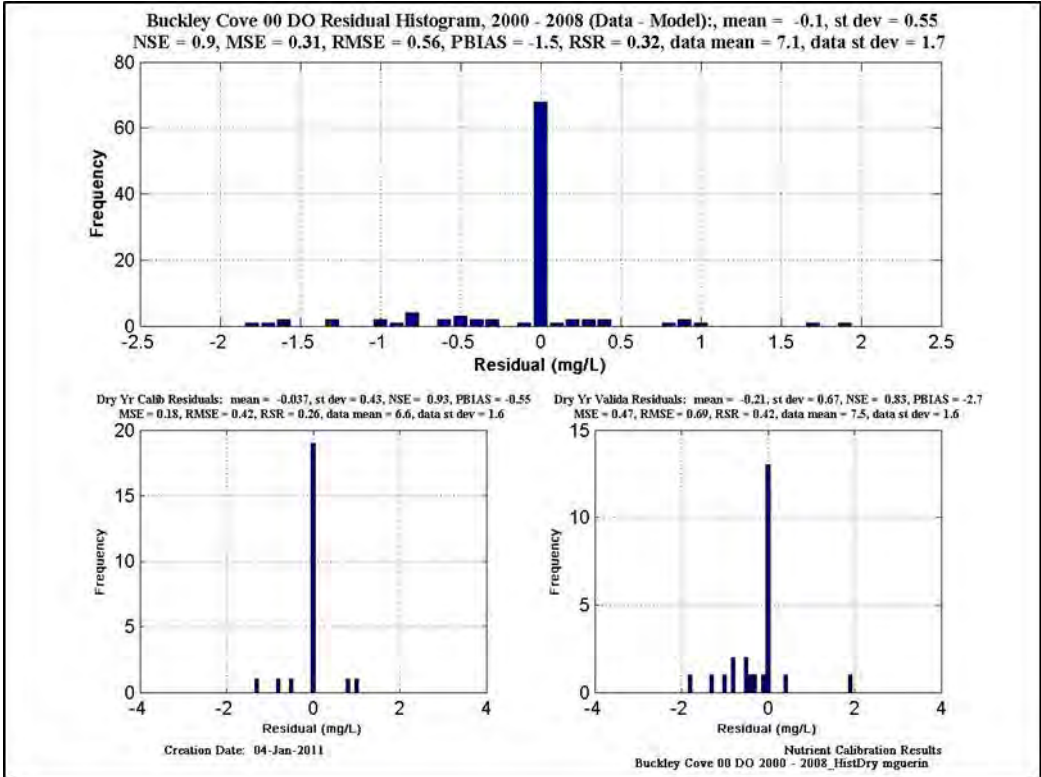 Buckley Cove 00 DO Residual Histogram, 2000 - 2008 (Data - Model):, mean = -0.1, st dev = 0.55
NSE = 0.9, MSE = 0.31, RMSE = 0.56, PBIAS = -1.5, RSR = 0.32, data mean = 7.1, data st dev = 1.7
80
60
40
20
0
Frequency
-2.5 -2 -1.5 -1 -0.5 0 0.5 1 1.5 2 2.5
Residual (mg/L)
Dry Yr Calib Residuals: mean = -0.037, st dev = 0.43, NSE = 0.93, PBIAS = -0.55
MSE = 0.18, RMSE = 0.42, RSR = 0.26, data mean = 6.6, data st dev = 1.6
20
15
10
5
0
Frequency
-4 -2 0 2 4
Residual (mg/L)
Dry Yr Valida Residuals: mean = -0.21, st dev = 0.67, NSE = 0.83, PBIAS = -2.7
MSE = 0.47, RMSE = 0.69, RSR = 0.42, data mean = 7.5, data st dev = 1.6
15
10
5
0
Frequency
-4 -2 0 2 4
Residual (mg/L)
Creation Date: 04-Jan-2011
Nutrient Calibration Results
Buckley Cove 00 DO 2000 - 2008_HistDry mguerin